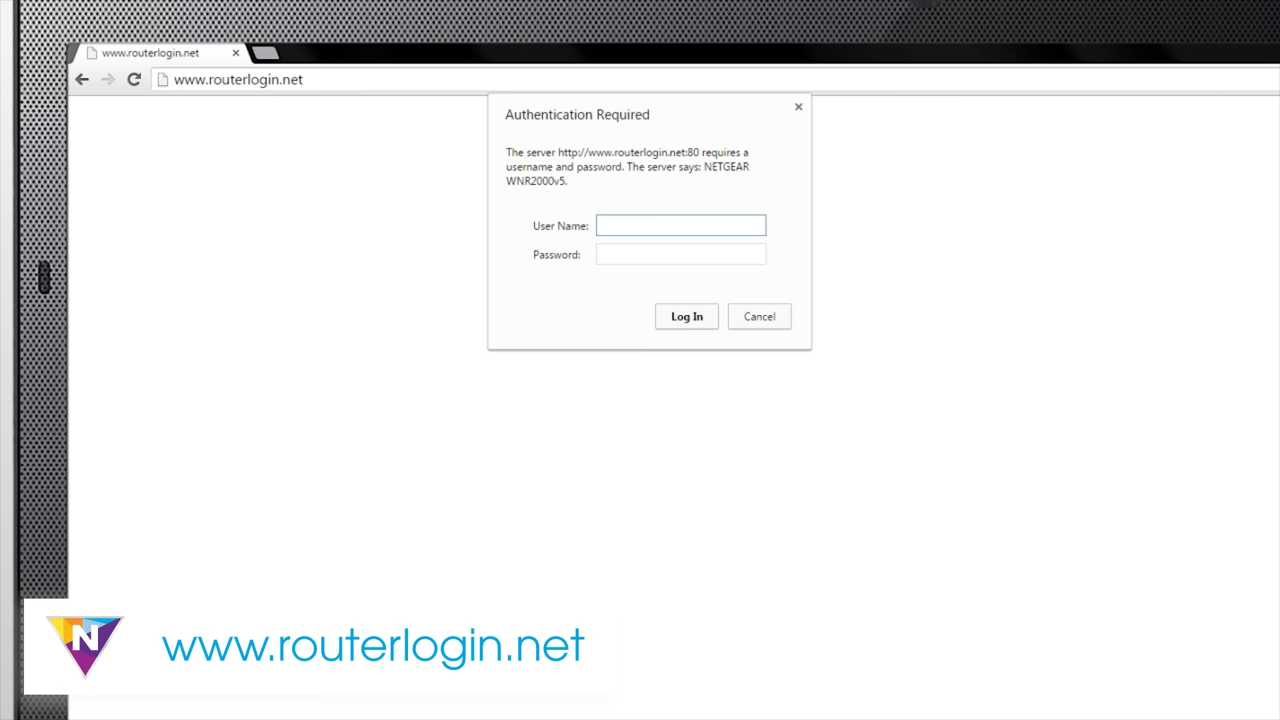 www.routerlogin.net
www.routerlogin.net
Authentication Required
The server http://www.routerlogin.net:80 requires a
username and password. The server says: NETGEAR
WNR2000v5.
User Name:
Password:
Log In
Cancel
N
www.routerlogin.net